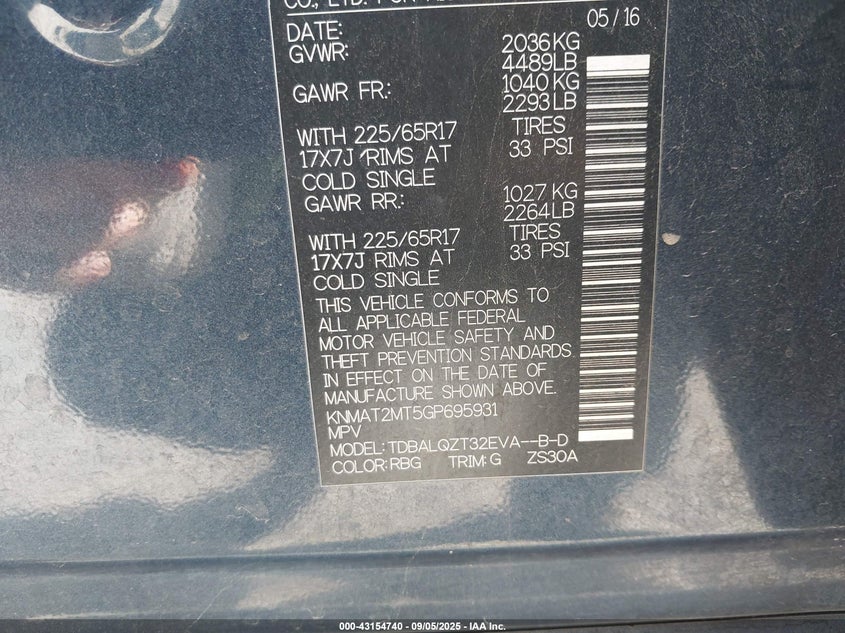 CO., LTD. FOR
DATE: 05/16
GVWR: 2036KG
4489LB
GAWR FR: 1040KG
2293LB
WITH 225/65R17 TIRES
17X7J RIMS AT 33 PSI
COLD SINGLE
GAWR RR: 1027 KG
2264LB
WITH 225/65R17 TIRES
17X7J RIMS AT 33 PSI
COLD SINGLE
THIS VEHICLE CONFORMS TO
ALL APPLICABLE FEDERAL
MOTOR VEHICLE SAFETY AND
THEFT PREVENTION STANDARDS
IN EFFECT ON THE DATE OF
MANUFACTURE SHOWN ABOVE.
KNMAT2MT5GP695931
MPV
MODEL: TDBALQZT32EVA--B-D
COLOR:RBG TRIM:G ZS30A
000-43154740 - 09/05/2025 - IAA Inc.